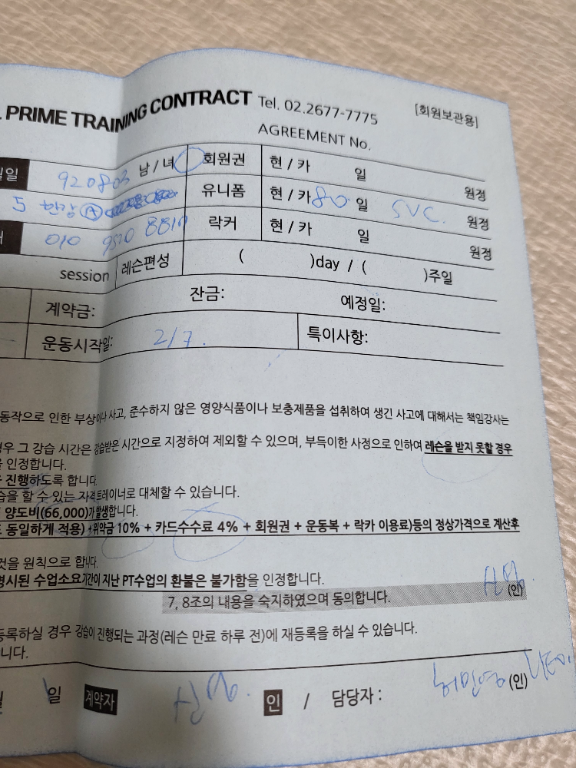 PRIME TRAINING CONTRACT Tel. 02.2677-7775 [회원보관용]
AGREEMENT No.
일 920803 남 / 녀 회원권 현 / 카 일 원정
5 한강 유니폼 현 / 카 80 일 SVC. 원정
010 8810 락커 현 / 카 일 원정
session 레슨편성 ( )day / ( )주일
계약금: 잔금: 예정일:
운동시작일: 2/7. 특이사항:
동작으로 인한 부상이나 사고, 준수하지 않은 영양식품이나 보충제품을 섭취하여 생긴 사고에 대해서는 책임강사는
경우 그 강습 시간은 강습받은 시간으로 지정하여 제외할 수 있으며, 부득이한 사정으로 인하여 레슨을 받지 못할 경우
인정합니다.
진행하도록 합니다.
습을 할 수 있는 자격트레이너로 대체할 수 있습니다.
양도비(66,000)가 발생합니다.
동일하게 적용) +위약금 10% + 카드수수료 4% + 회원권 + 운동복 + 락카 이용료)등의 정상가격으로 계산후
것을 원칙으로 합니다.
명시된 수업소요기간이 지난 PT수업의 환불은 불가함을 인정합니다.
7, 8조의 내용을 숙지하였으며 동의합니다. (인)
등록하실 경우 강습이 진행되는 과정(레슨 만료 하루 전)에 재등록을 하실 수 있습니다.
니다.
일 계약자 인 / 담당자 : (인)